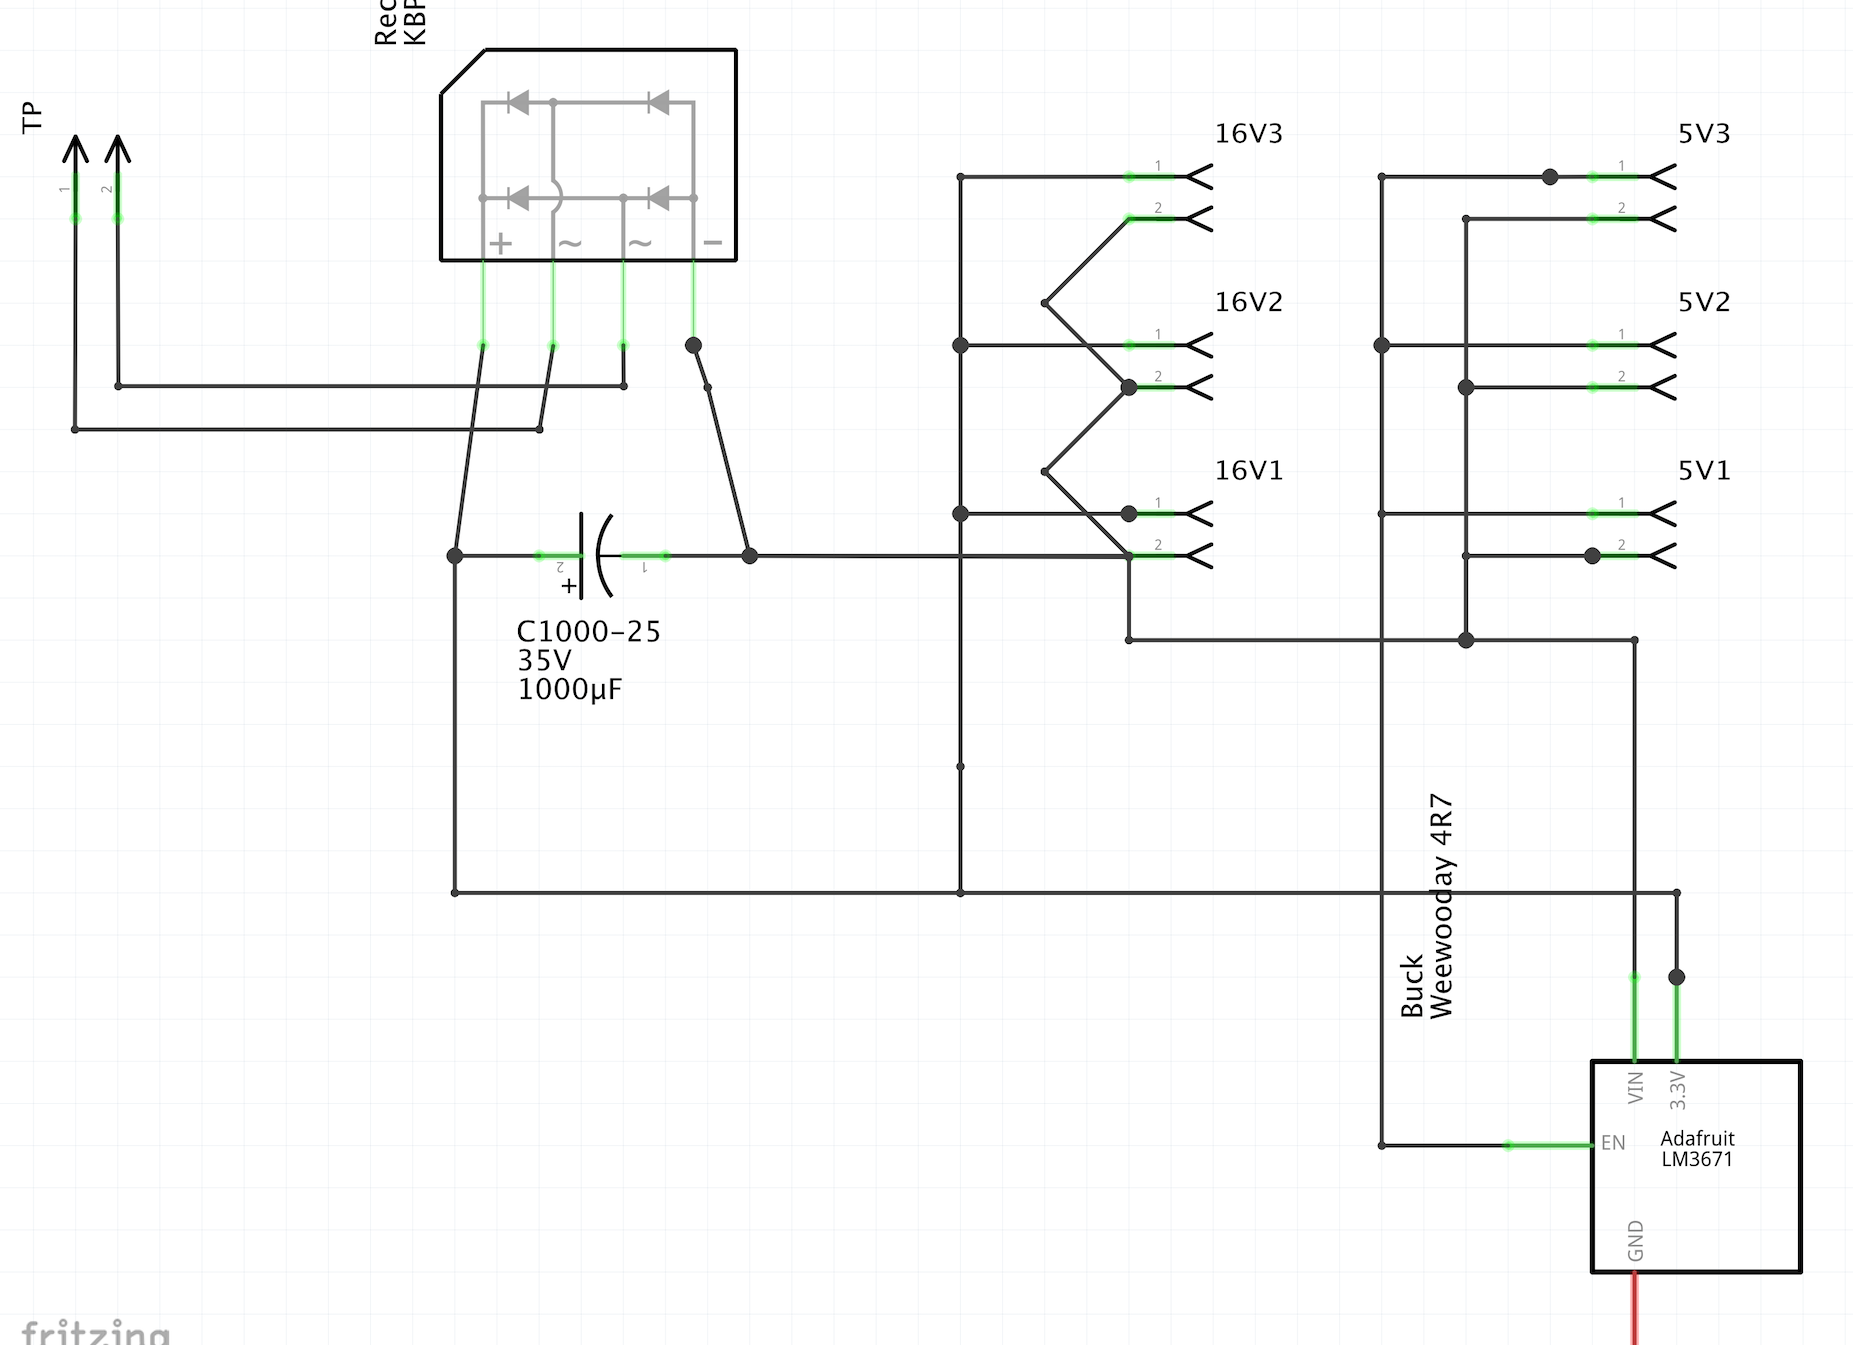 Rec
KBP
TP
1
2
+
~
~
–
16V3
1
2
16V2
1
2
16V1
1
2
5V3
1
2
5V2
1
2
5V1
1
2
2
1
+
C1000-25
35V
1000µF
Buck
Weewooday 4R7
VIN
3.3V
EN
Adafruit
LM3671
GND
fritzing